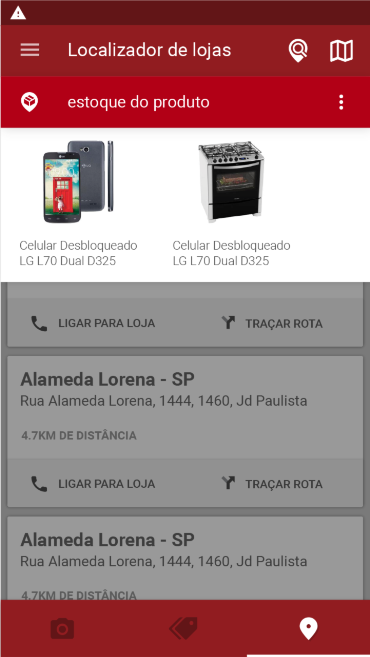 Localizador de lojas
estoque do produto
Celular Desbloqueado
LG L70 Dual D325
Celular Desbloqueado
LG L70 Dual D325
LIGAR PARA LOJA
TRAÇAR ROTA
Alameda Lorena - SP
Rua Alameda Lorena, 1444, 1460, Jd Paulista
4.7KM DE DISTÂNCIA
LIGAR PARA LOJA
TRAÇAR ROTA
Alameda Lorena - SP
Rua Alameda Lorena, 1444, 1460, Jd Paulista
4.7KM DE DISTÂNCIA